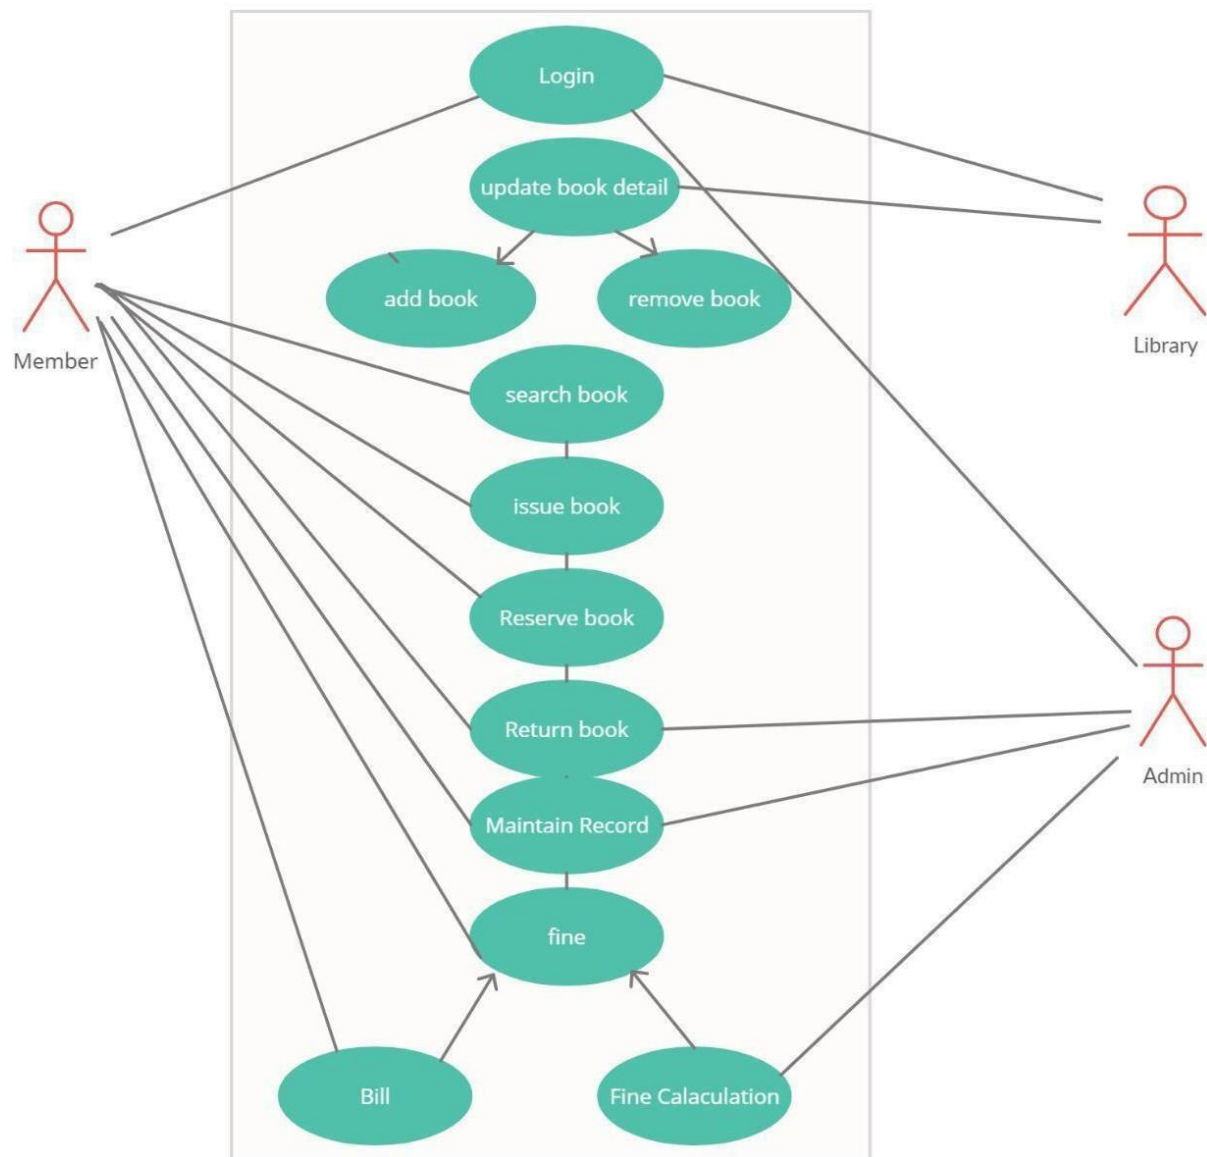 Login
update book detail
add book
remove book
Member
Library
search book
issue book
Reserve book
Return book
Admin
Maintain Record
fine
Bill
Fine Calaculation